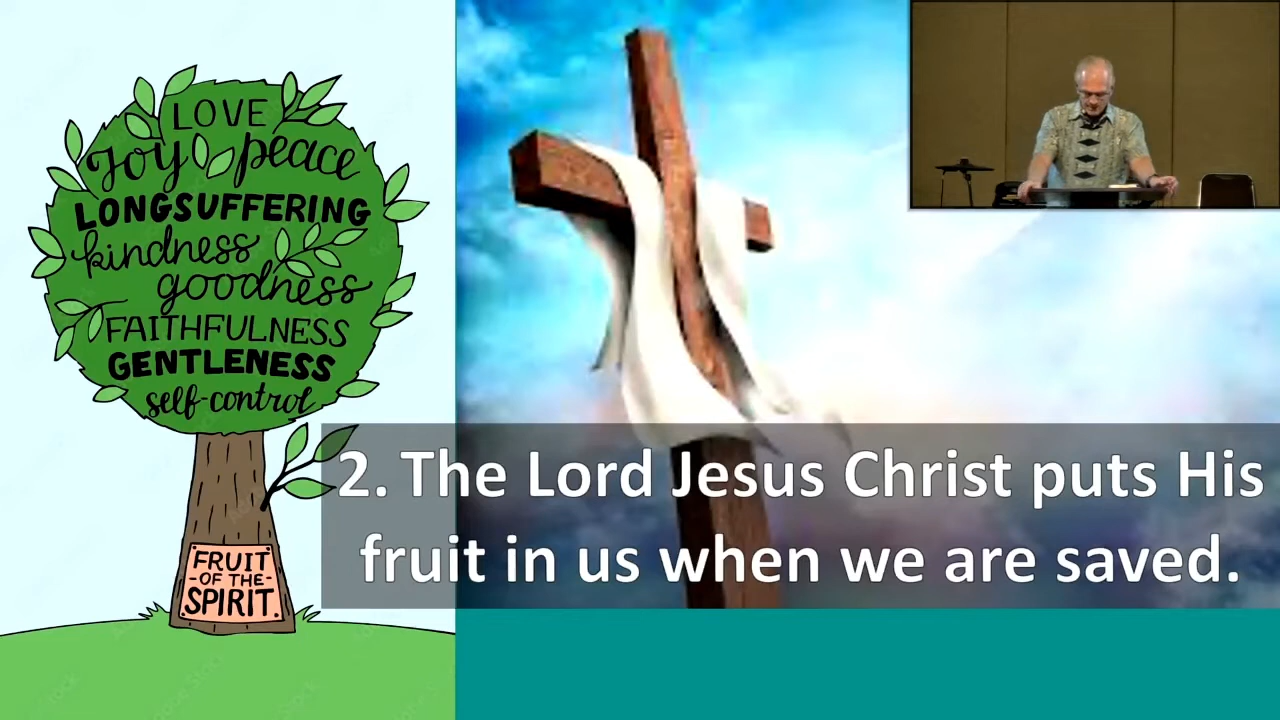 LOVE
Joy peace
LONGSUFFERING
kindness
goodness
FAITHFULNESS
GENTLENESS
self-control
FRUIT
-OF THE-
SPIRIT
2. The Lord Jesus Christ puts His
fruit in us when we are saved.